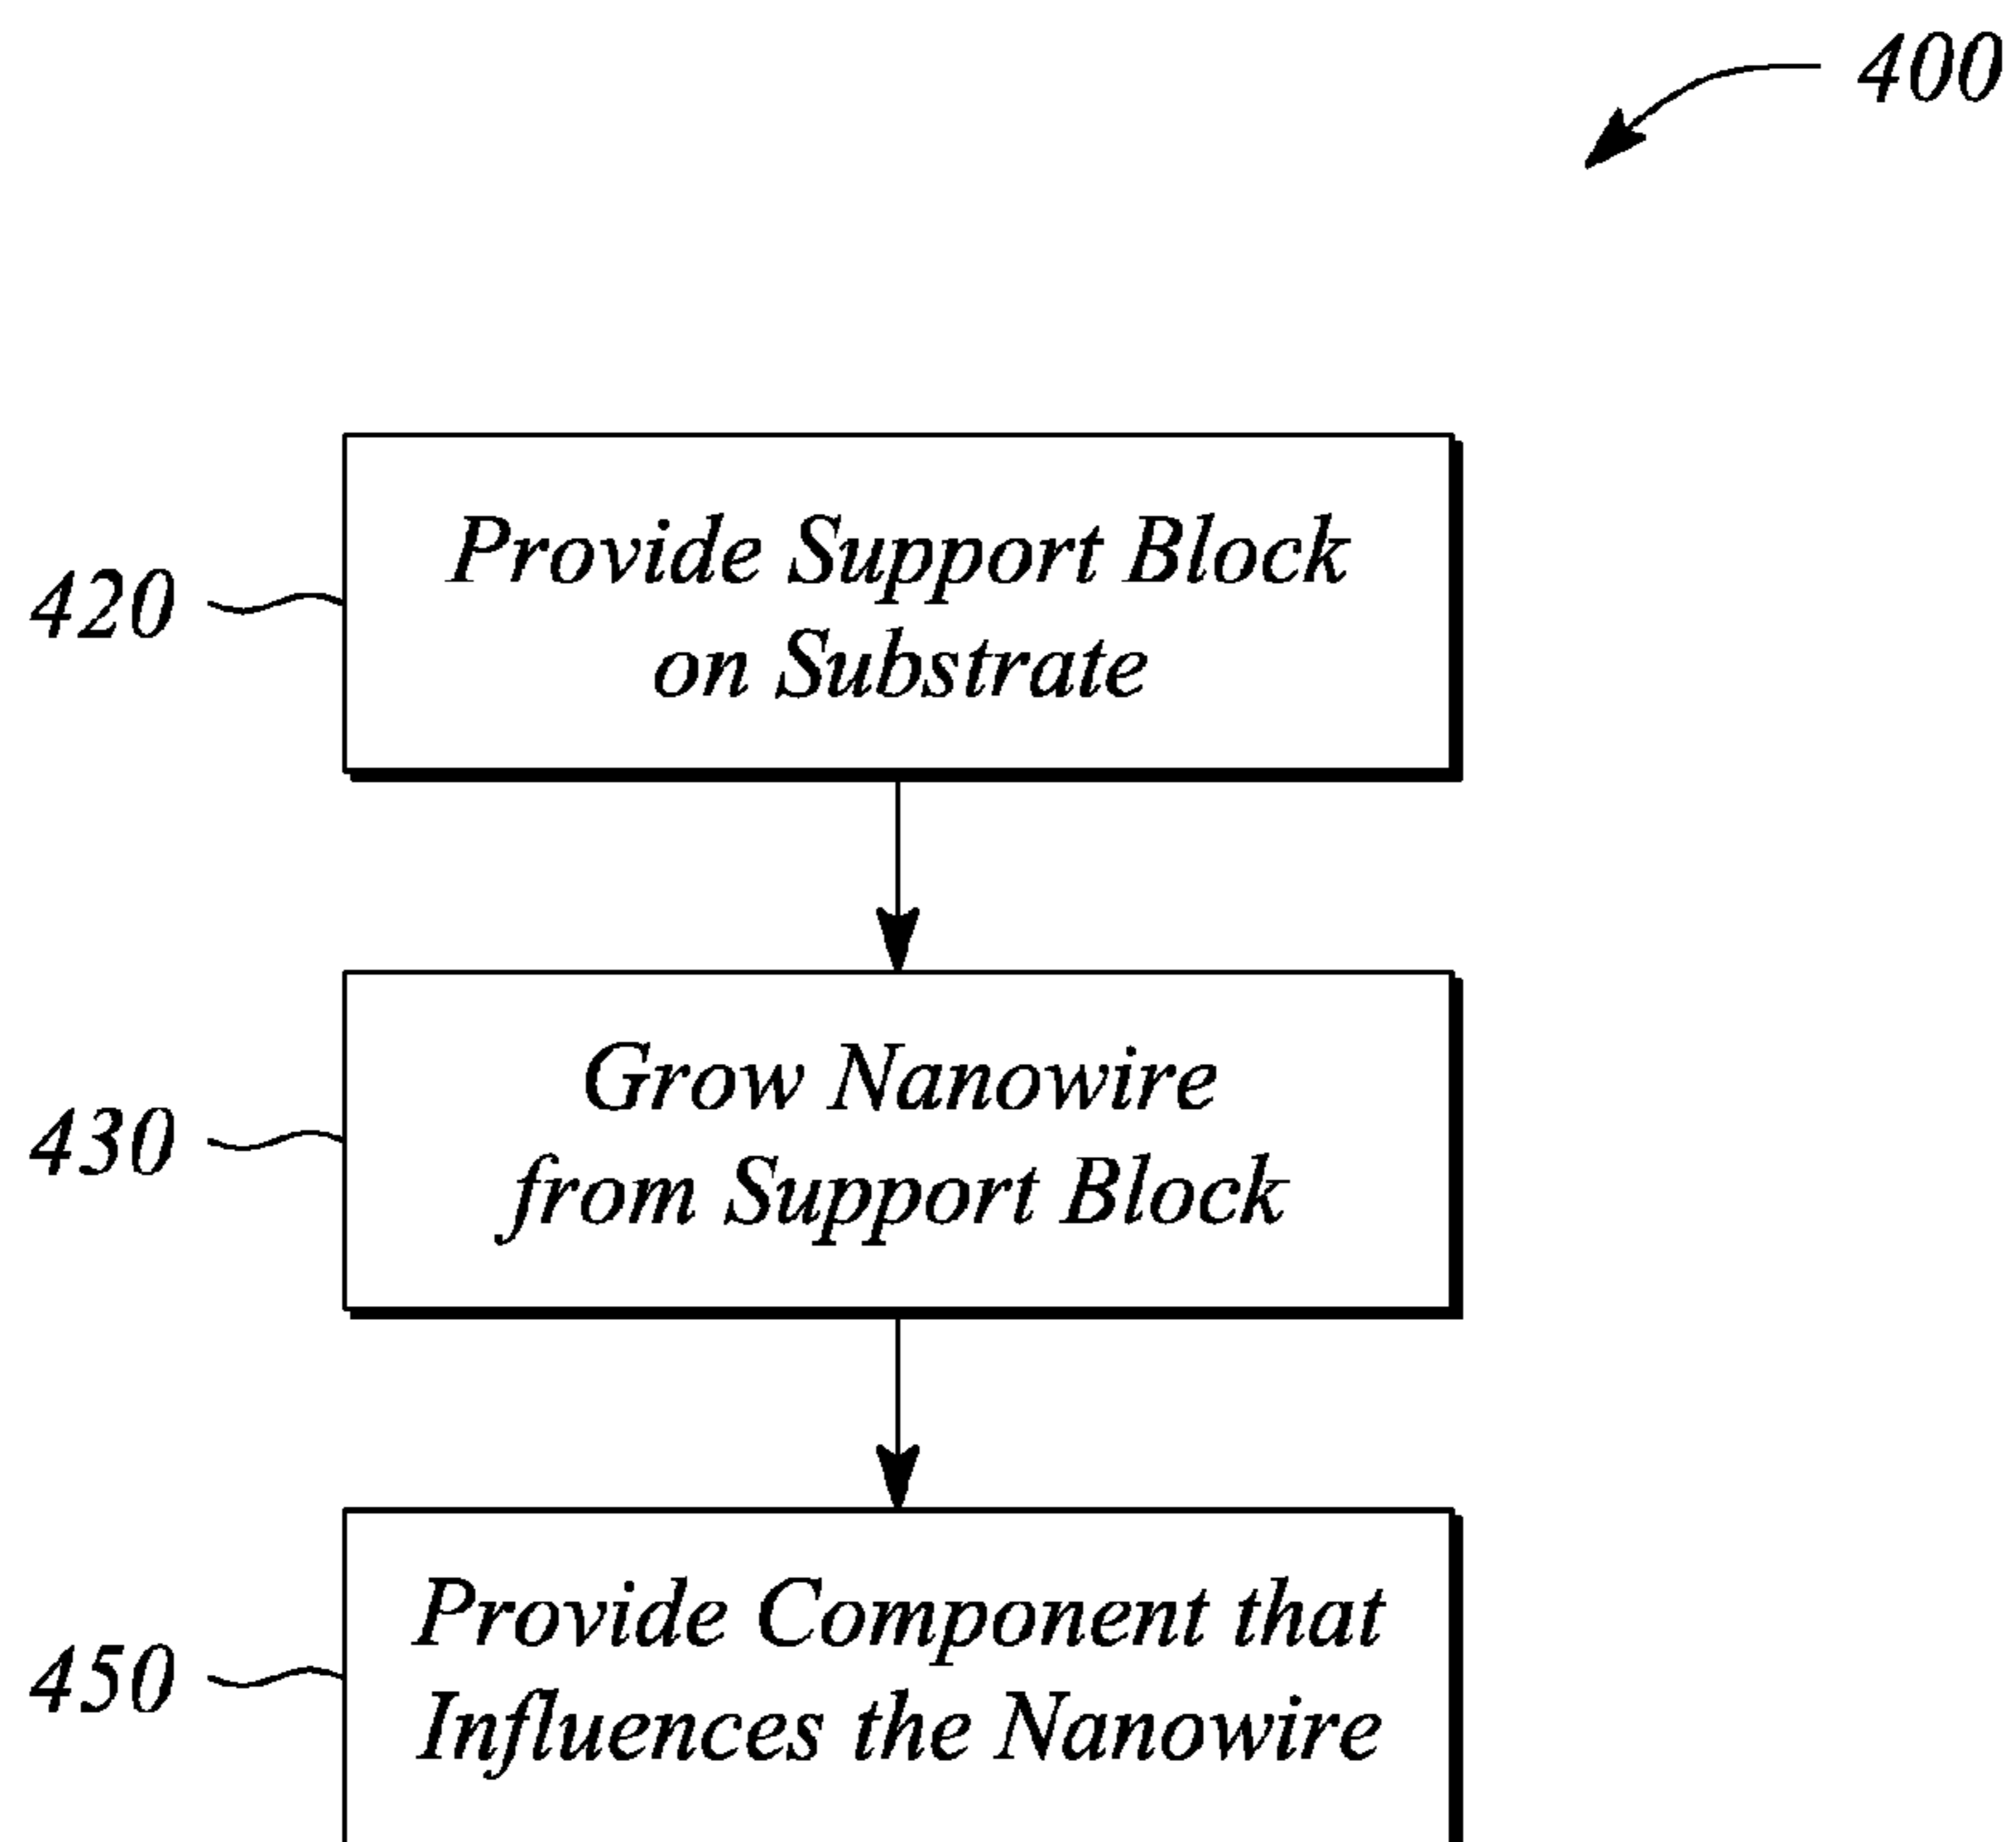 400
420
Provide Support Block
on Substrate
430
Grow Nanowire
from Support Block
450
Provide Component that
Influences the Nanowire